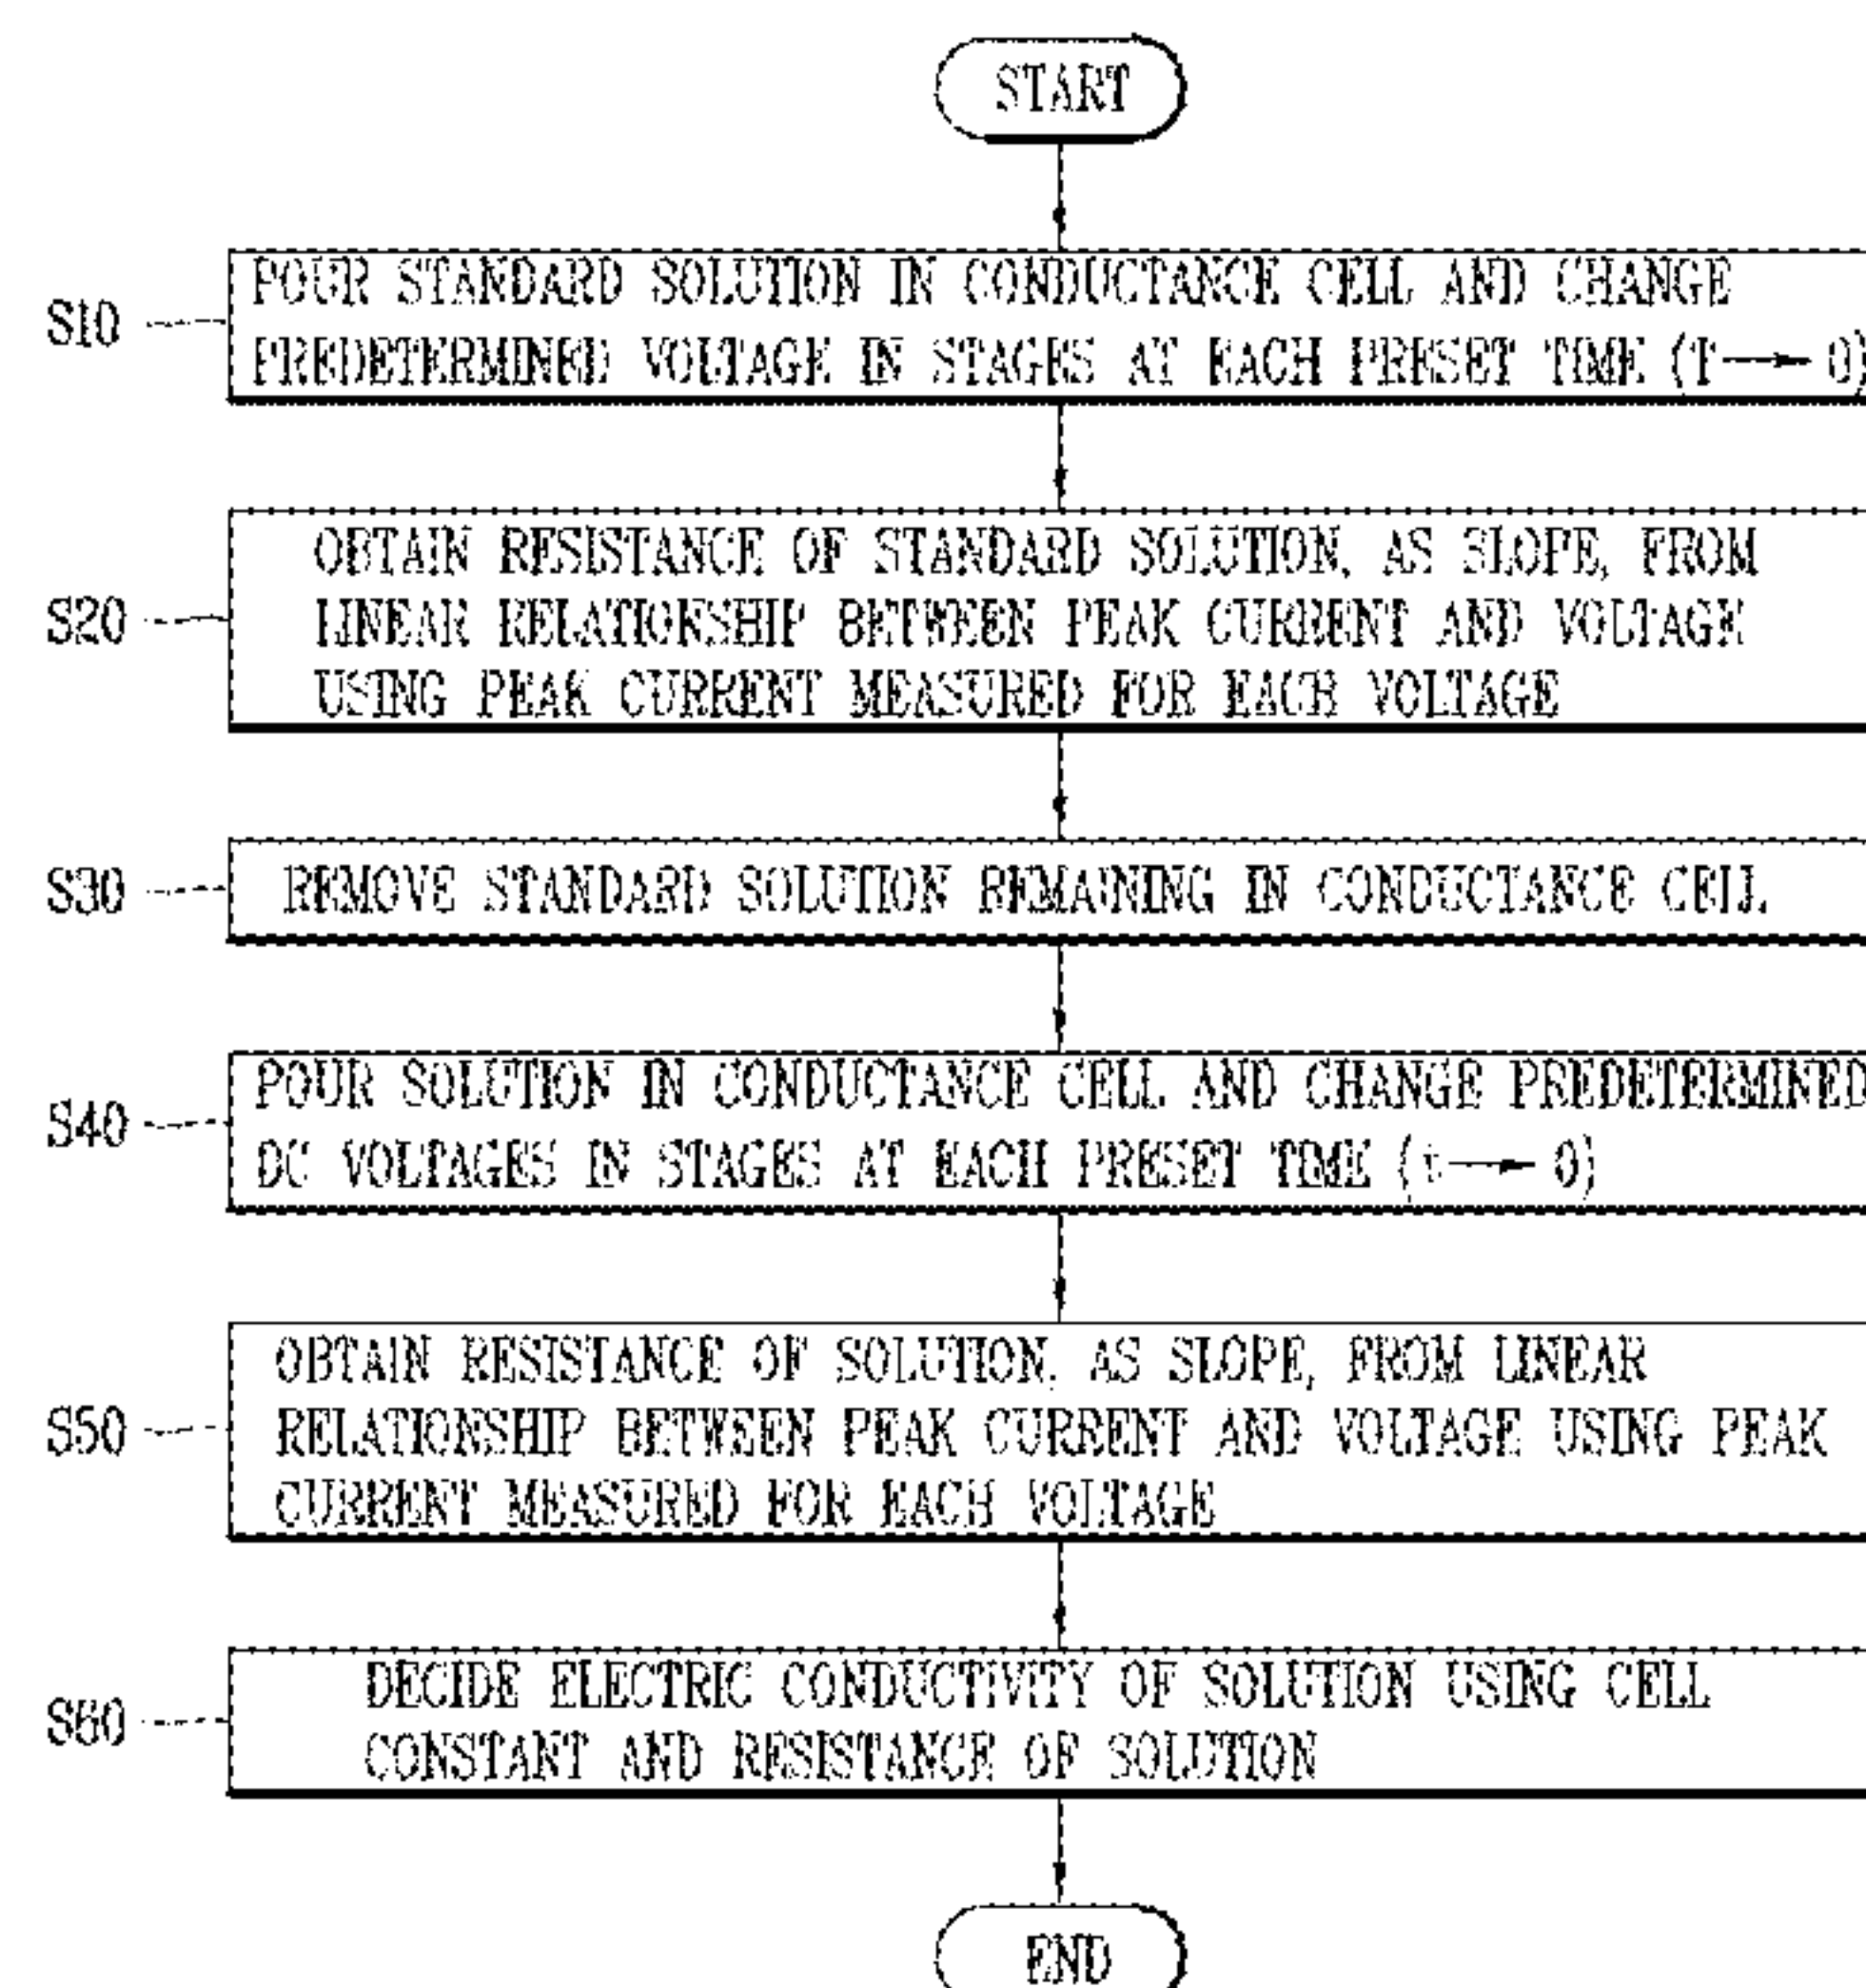 START
S10
POUR STANDARD SOLUTION IN CONDUCTANCE CELL AND CHANGE
PREDETERMINED VOLTAGE IN STAGES AT EACH PRESET TIME (T → 0)
S20
OBTAIN RESISTANCE OF STANDARD SOLUTION, AS SLOPE, FROM
LINEAR RELATIONSHIP BETWEEN PEAK CURRENT AND VOLTAGE
USING PEAK CURRENT MEASURED FOR EACH VOLTAGE
S30
REMOVE STANDARD SOLUTION REMAINING IN CONDUCTANCE CELL
S40
POUR SOLUTION IN CONDUCTANCE CELL AND CHANGE PREDETERMINED
DC VOLTAGES IN STAGES AT EACH PRESET TIME (t → 0)
S50
OBTAIN RESISTANCE OF SOLUTION, AS SLOPE, FROM LINEAR
RELATIONSHIP BETWEEN PEAK CURRENT AND VOLTAGE USING PEAK
CURRENT MEASURED FOR EACH VOLTAGE
S60
DECIDE ELECTRIC CONDUCTIVITY OF SOLUTION USING CELL
CONSTANT AND RESISTANCE OF SOLUTION
END